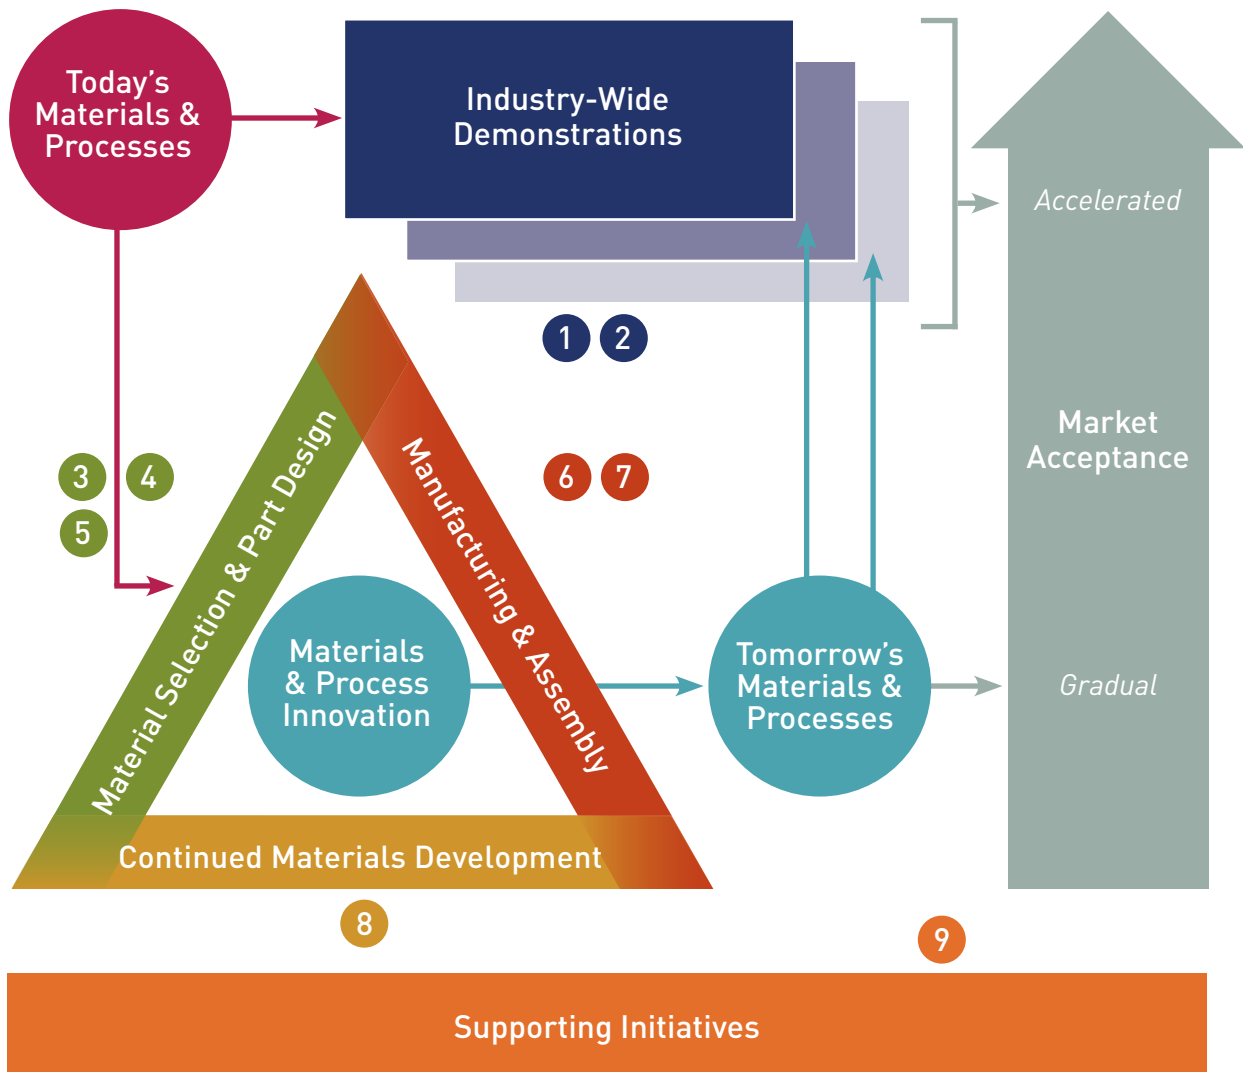 Today’s
Materials &
Processes
Industry-Wide
Demonstrations
Accelerated
1 2
Market
Acceptance
3 4
5
6 7
Material Selection & Part Design
Manufacturing & Assembly
Materials
& Process
Innovation
Tomorrow’s
Materials &
Processes
Gradual
Continued Materials Development
8
9
Supporting Initiatives